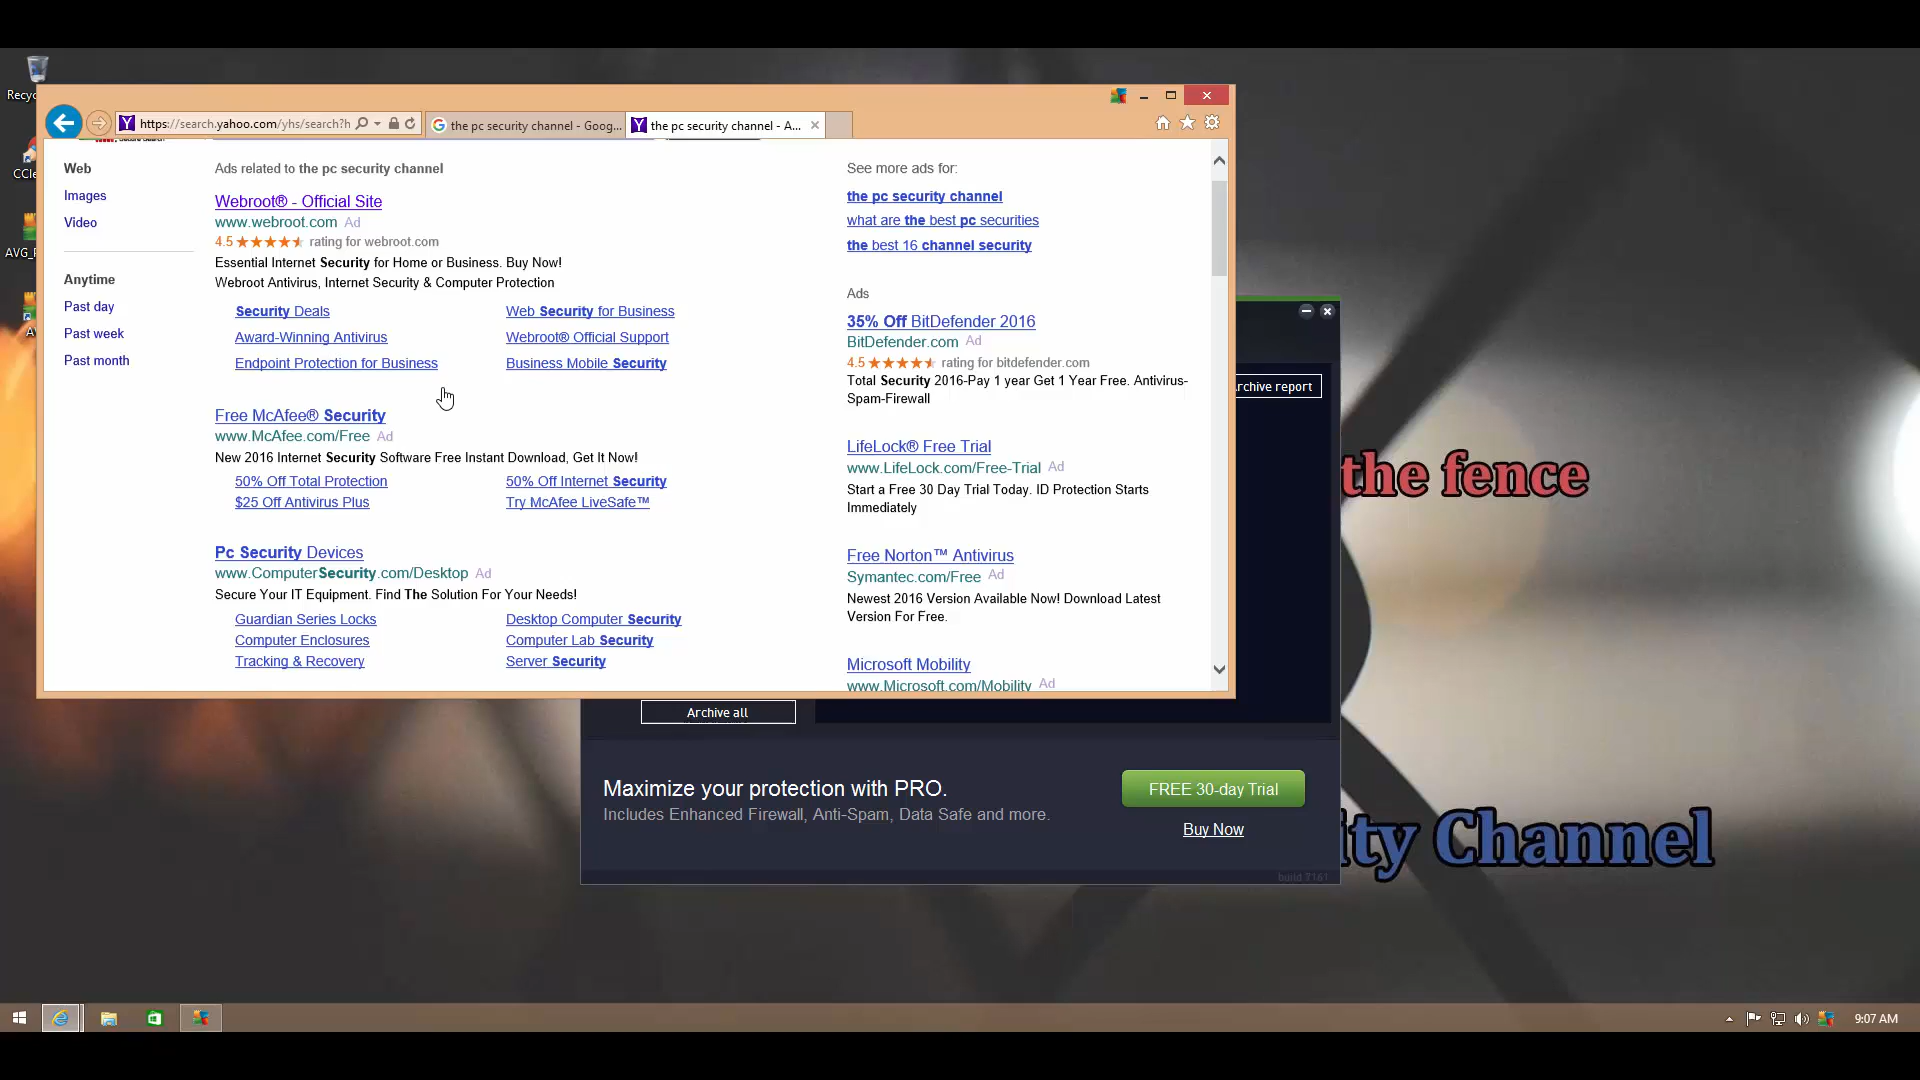 Recyc
https://search.yahoo.com/yhs/search?h
the pc security channel - Goog...
the pc security channel - A...
Web
Images
Video
Anytime
Past day
Past week
Past month
Ads related to the pc security channel
Webroot® - Official Site
www.webroot.com Ad
4.5 rating for webroot.com
Essential Internet Security for Home or Business. Buy Now!
Webroot Antivirus, Internet Security & Computer Protection
Security Deals
Web Security for Business
Award-Winning Antivirus
Webroot® Official Support
Endpoint Protection for Business
Business Mobile Security
Free McAfee® Security
www.McAfee.com/Free Ad
New 2016 Internet Security Software Free Instant Download, Get It Now!
50% Off Total Protection
50% Off Internet Security
$25 Off Antivirus Plus
Try McAfee LiveSafe™
Pc Security Devices
www.ComputerSecurity.com/Desktop Ad
Secure Your IT Equipment. Find The Solution For Your Needs!
Guardian Series Locks
Desktop Computer Security
Computer Enclosures
Computer Lab Security
Tracking & Recovery
Server Security
See more ads for:
the pc security channel
what are the best pc securities
the best 16 channel security
Ads
35% Off BitDefender 2016
BitDefender.com Ad
4.5 rating for bitdefender.com
Total Security 2016-Pay 1 year Get 1 Year Free. Antivirus-
Spam-Firewall
LifeLock® Free Trial
www.LifeLock.com/Free-Trial Ad
Start a Free 30 Day Trial Today. ID Protection Starts
Immediately
Free Norton™ Antivirus
Symantec.com/Free Ad
Newest 2016 Version Available Now! Download Latest
Version For Free.
Microsoft Mobility
www.Microsoft.com/Mobility Ad
CCle
AVG_
A
rchive report
the fence
Archive all
Maximize your protection with PRO.
Includes Enhanced Firewall, Anti-Spam, Data Safe and more.
FREE 30-day Trial
Buy Now
build 7161
ity Channel
9:07 AM